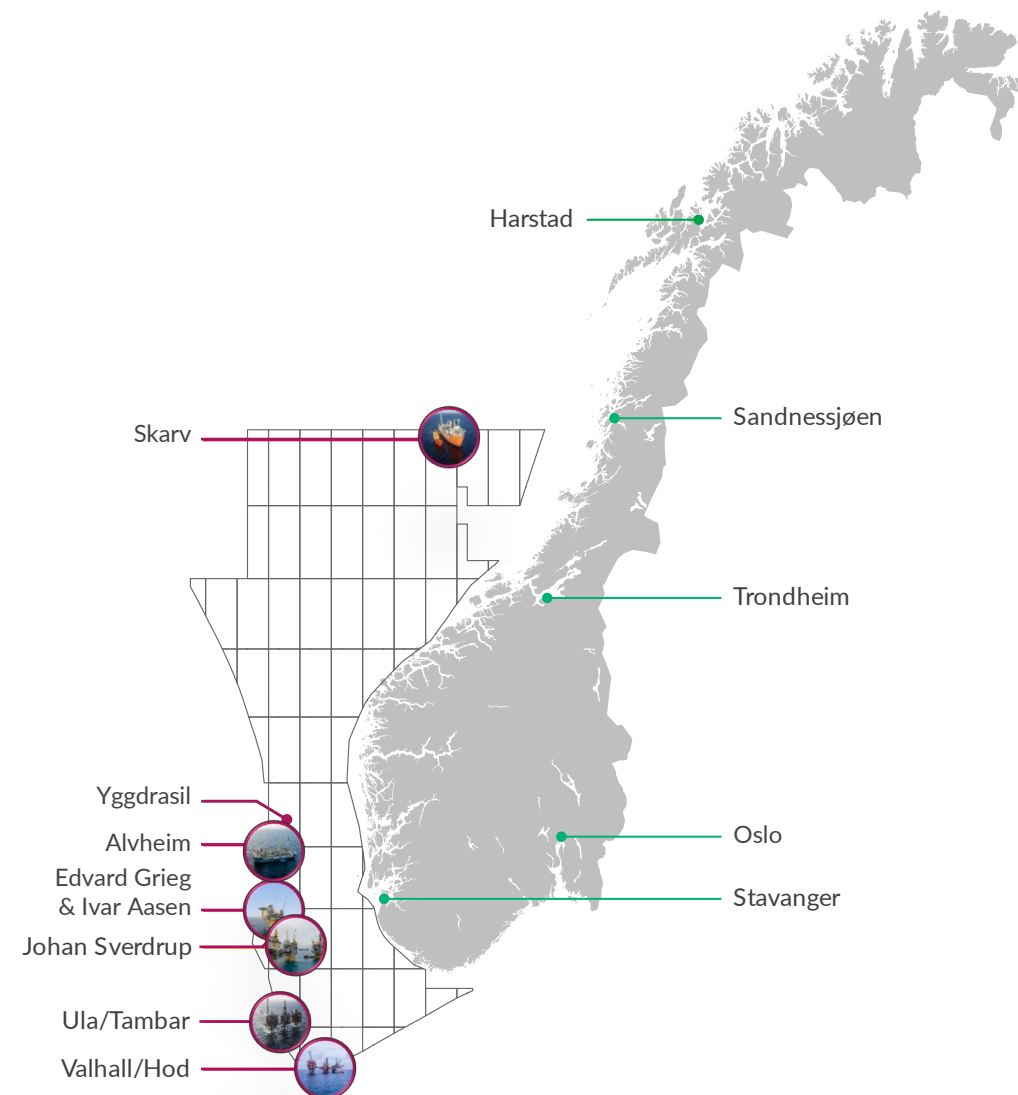 Harstad
Sandnessjøen
Skarv
Trondheim
Yggdrasil
Alvheim
Oslo
Edvard Grieg
& Ivar Aasen
Stavanger
Johan Sverdrup
Ula/Tambar
Valhall/Hod